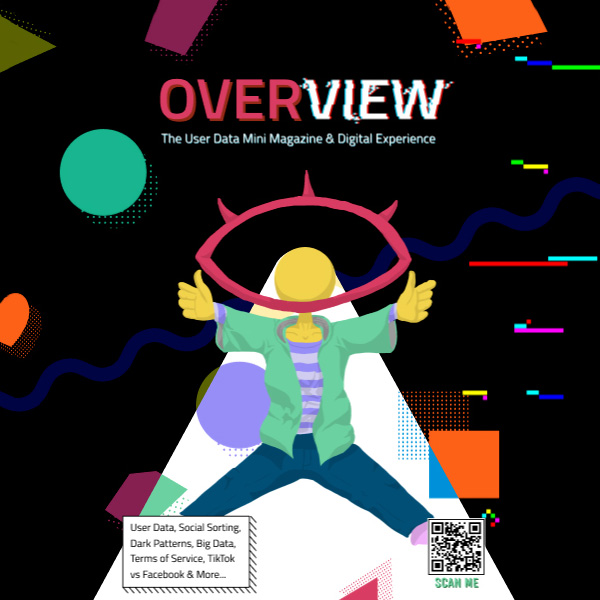 OVERVIEW
The User Data Mini Magazine & Digital Experience
User Data, Social Sorting,
Dark Patterns, Big Data,
Terms of Service, TikTok
vs Facebook & More...
SCAN ME